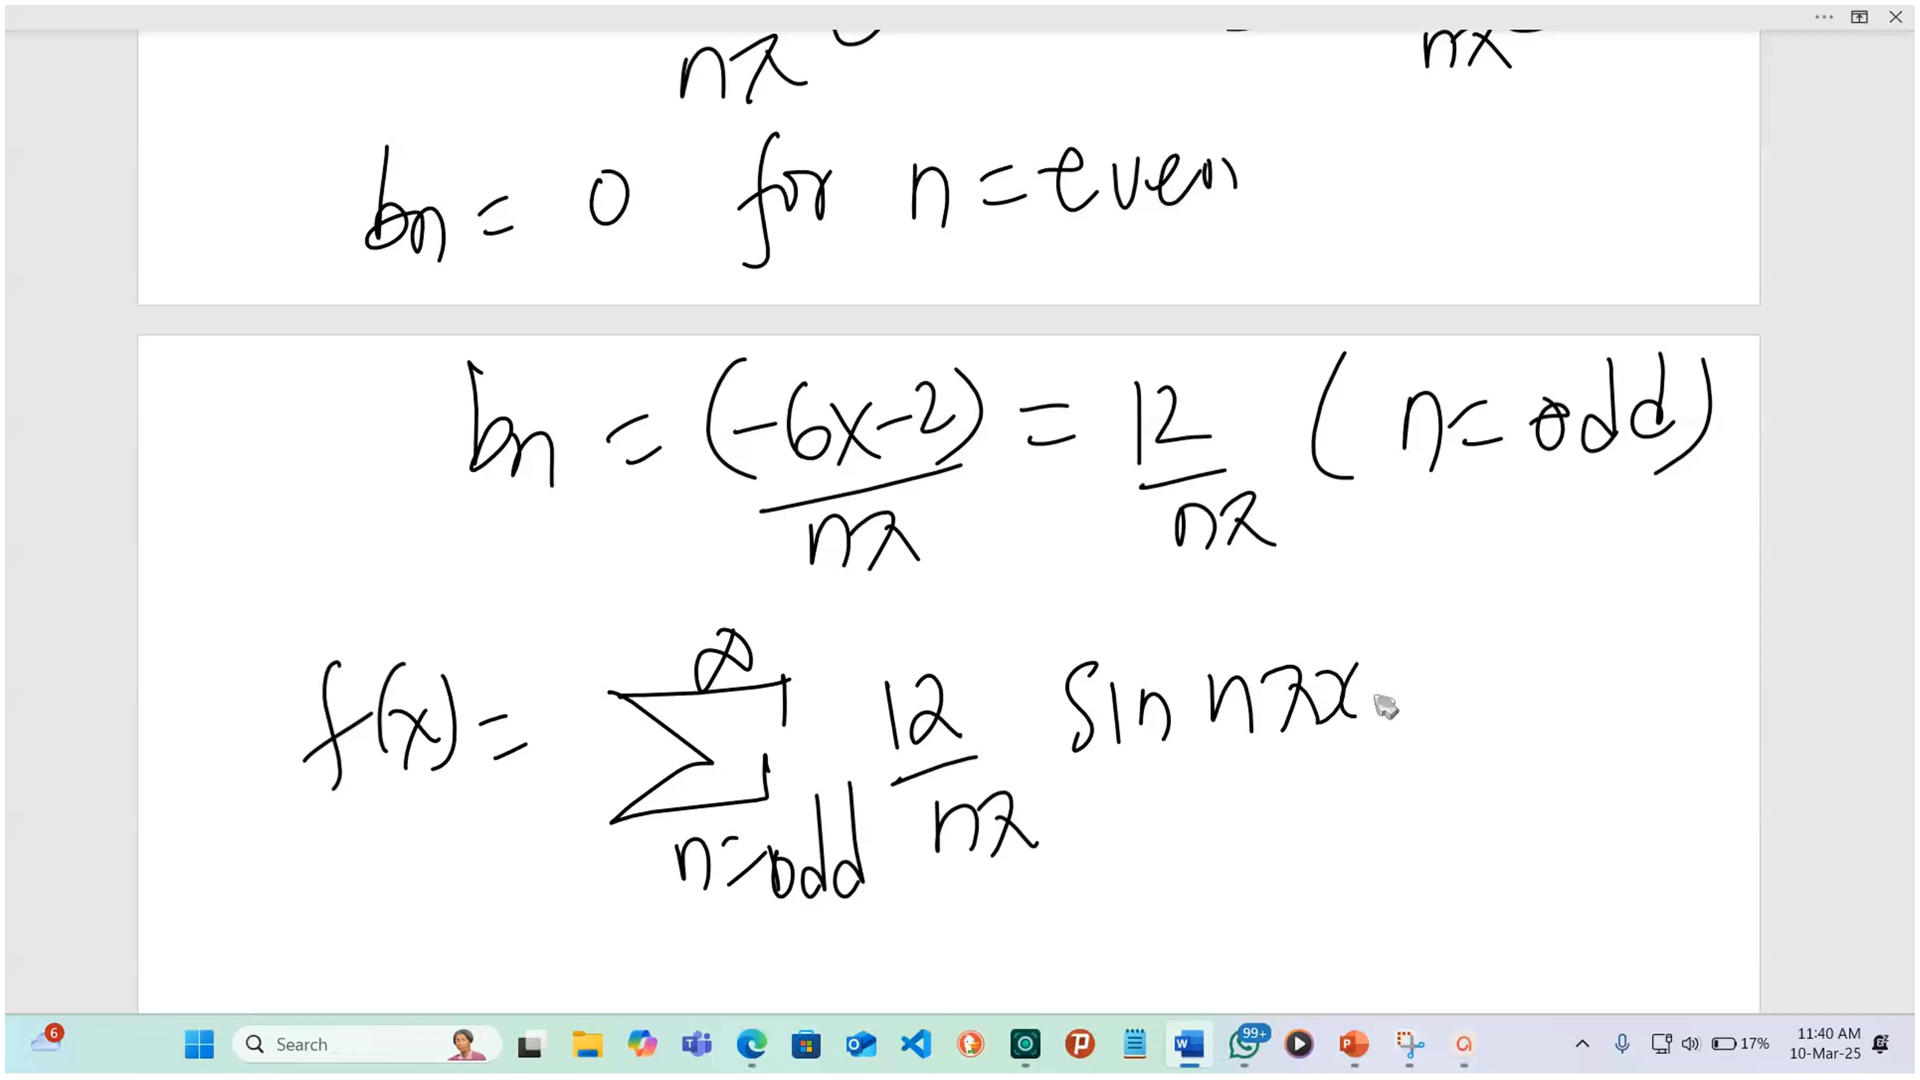 nπ nπ
bn = 0 for n = even
bn = (-6x-2)/nπ = 12/nπ (n = odd)
f(x) = ∑ ∞ n=odd 12/nπ sin nπx
6
Search
99+
17%
11:40 AM
10-Mar-25